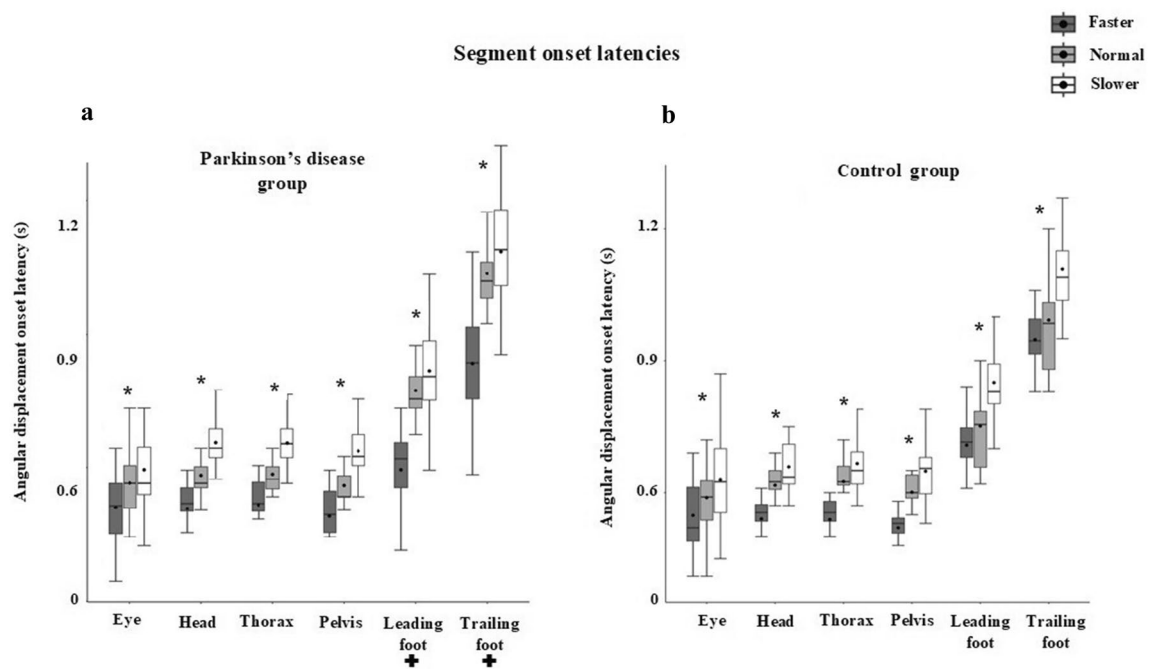 Segment onset latencies
Faster
Normal
Slower
a
Parkinson's disease
group
Angular displacement onset latency (s)
1.2
0.9
0.6
0
*
*
*
*
*
*
Eye
Head
Thorax
Pelvis
Leading
foot
✚
Trailing
foot
✚
b
Control group
Angular displacement onset latency (s)
1.2
0.9
0.6
0
*
*
*
*
*
*
Eye
Head
Thorax
Pelvis
Leading
foot
Trailing
foot